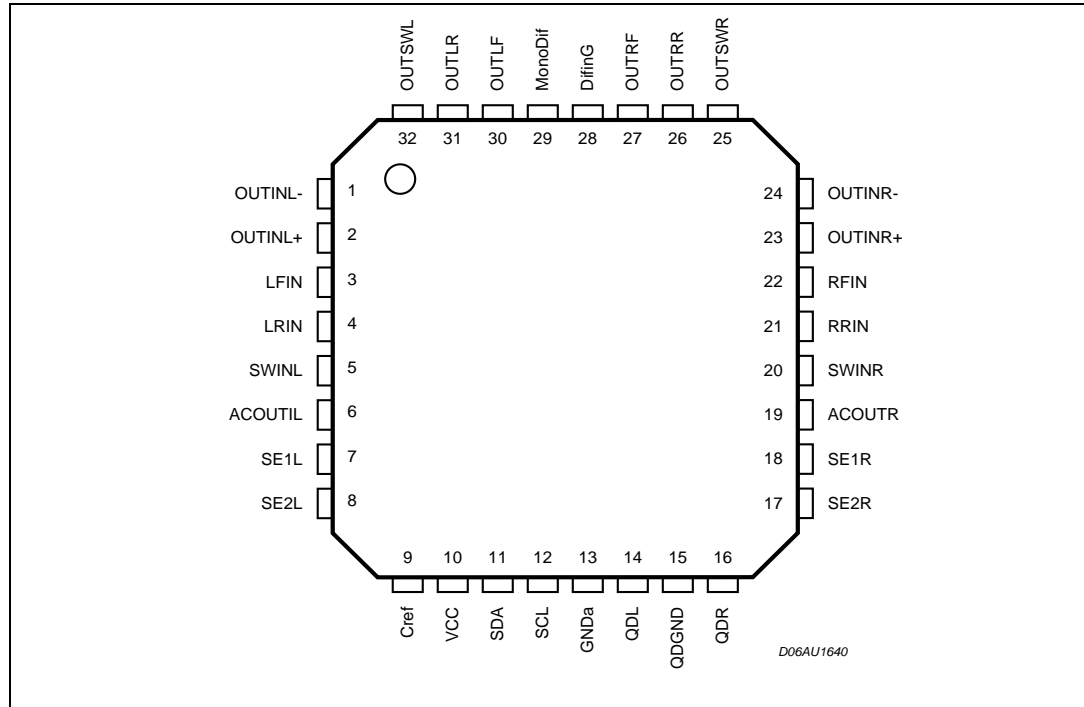 OUTSWL
OUTLR
OUTLF
MonoDif
DifinG
OUTRF
OUTRR
OUTSWR
32 31 30 29 28 27 26 25
OUTINL- 1 24 OUTINR-
OUTINL+ 2 23 OUTINR+
LFIN 3 22 RFIN
LRIN 4 21 RRIN
SWINL 5 20 SWINR
ACOUTIL 6 19 ACOUTR
SE1L 7 18 SE1R
SE2L 8 17 SE2R
9 10 11 12 13 14 15 16
Cref
VCC
SDA
SCL
GNDa
QDL
QDGND
QDR
D06AU1640